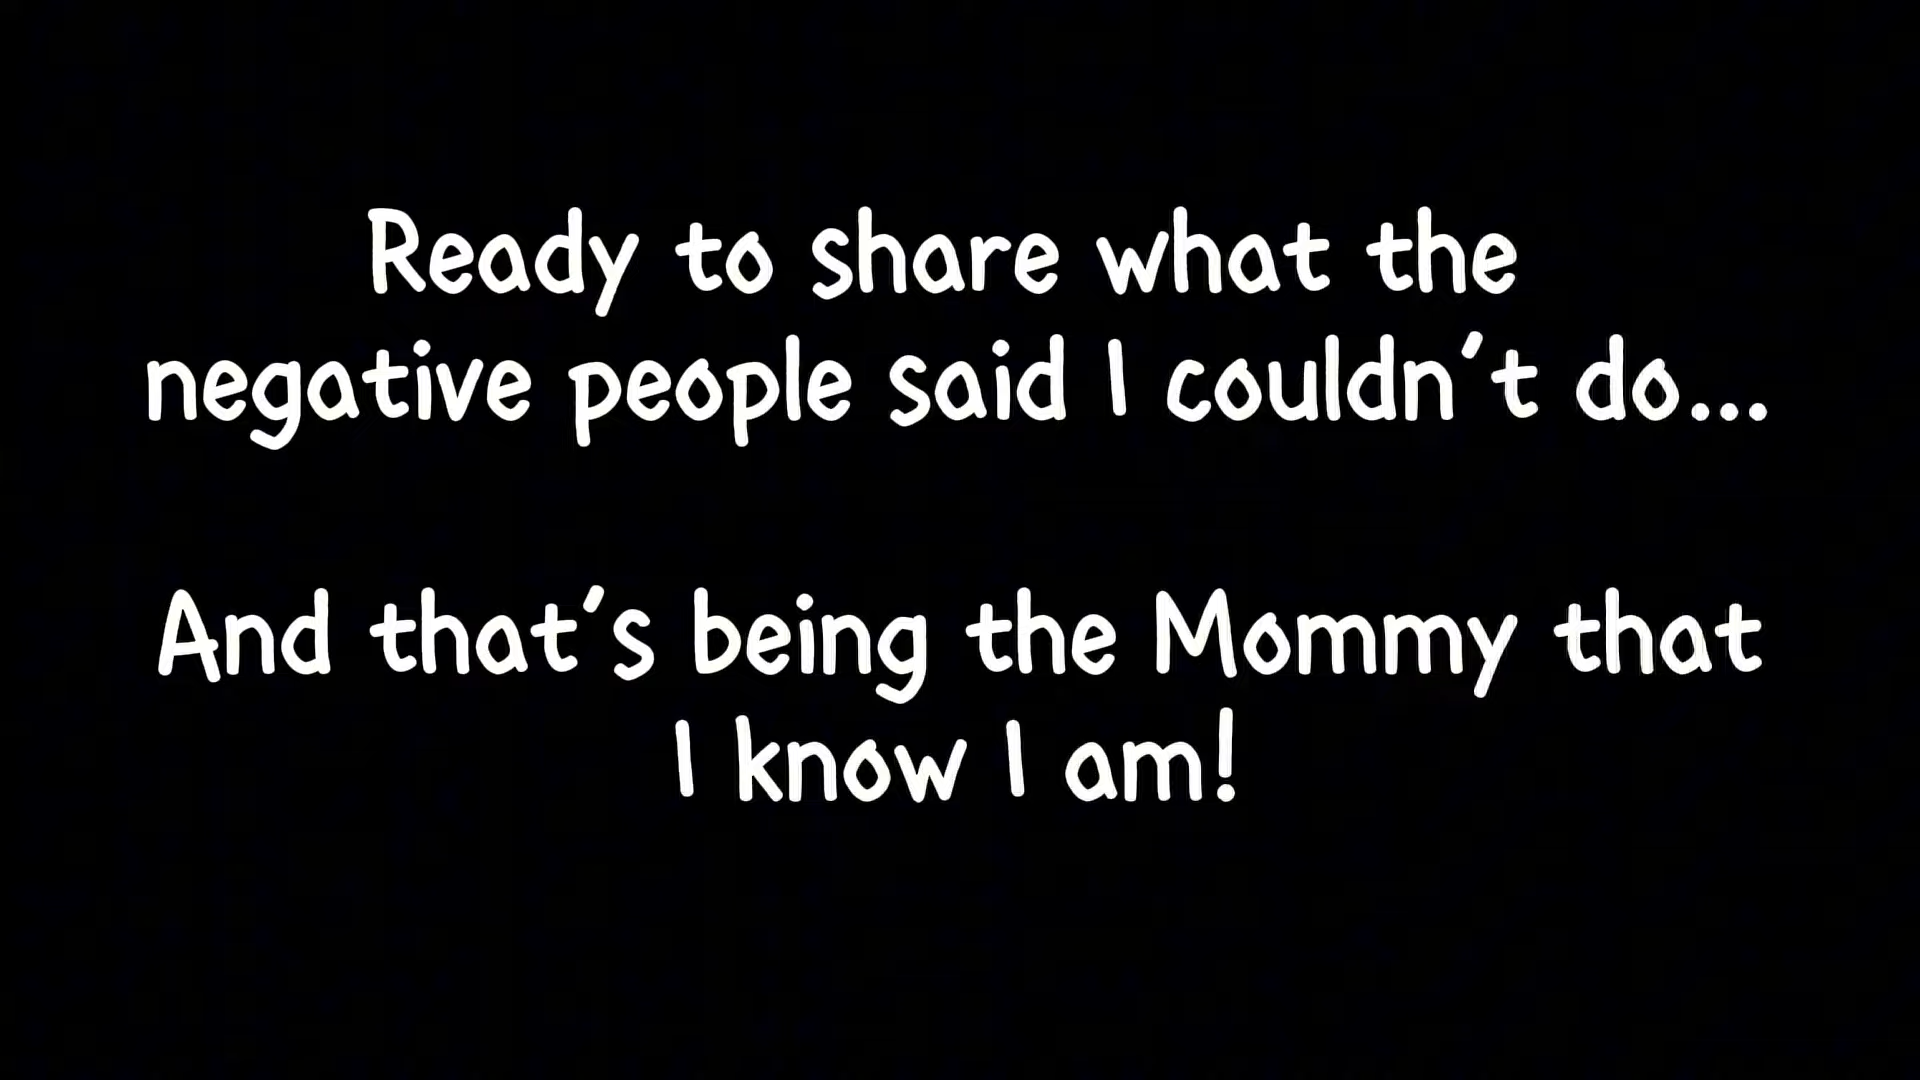 Ready to share what the
negative people said I couldn't do...
And that's being the Mommy that
I know I am!